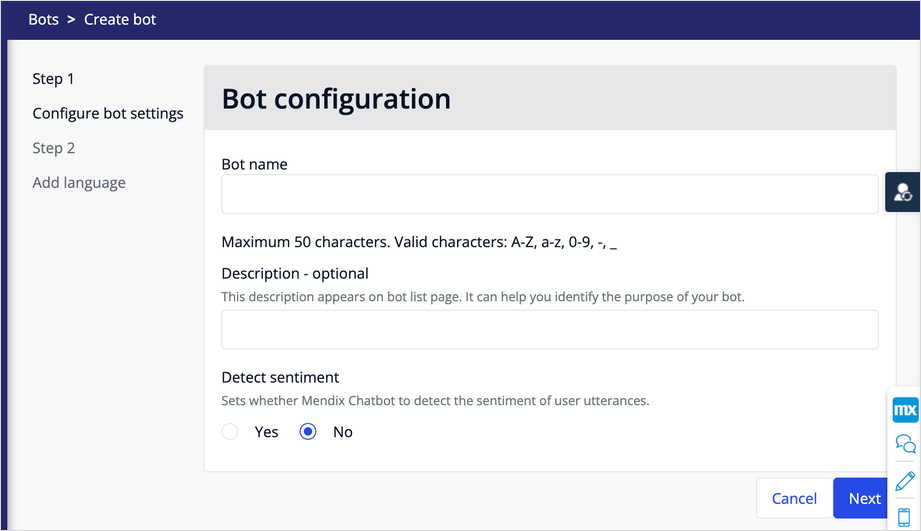 Bots > Create bot
Step 1
Configure bot settings
Step 2
Add language
Bot configuration
Bot name
Maximum 50 characters. Valid characters: A-Z, a-z, 0-9, -, _
Description - optional
This description appears on bot list page. It can help you identify the purpose of your bot.
Detect sentiment
Sets whether Mendix Chatbot to detect the sentiment of user utterances.
Yes No
Cancel Next
mx